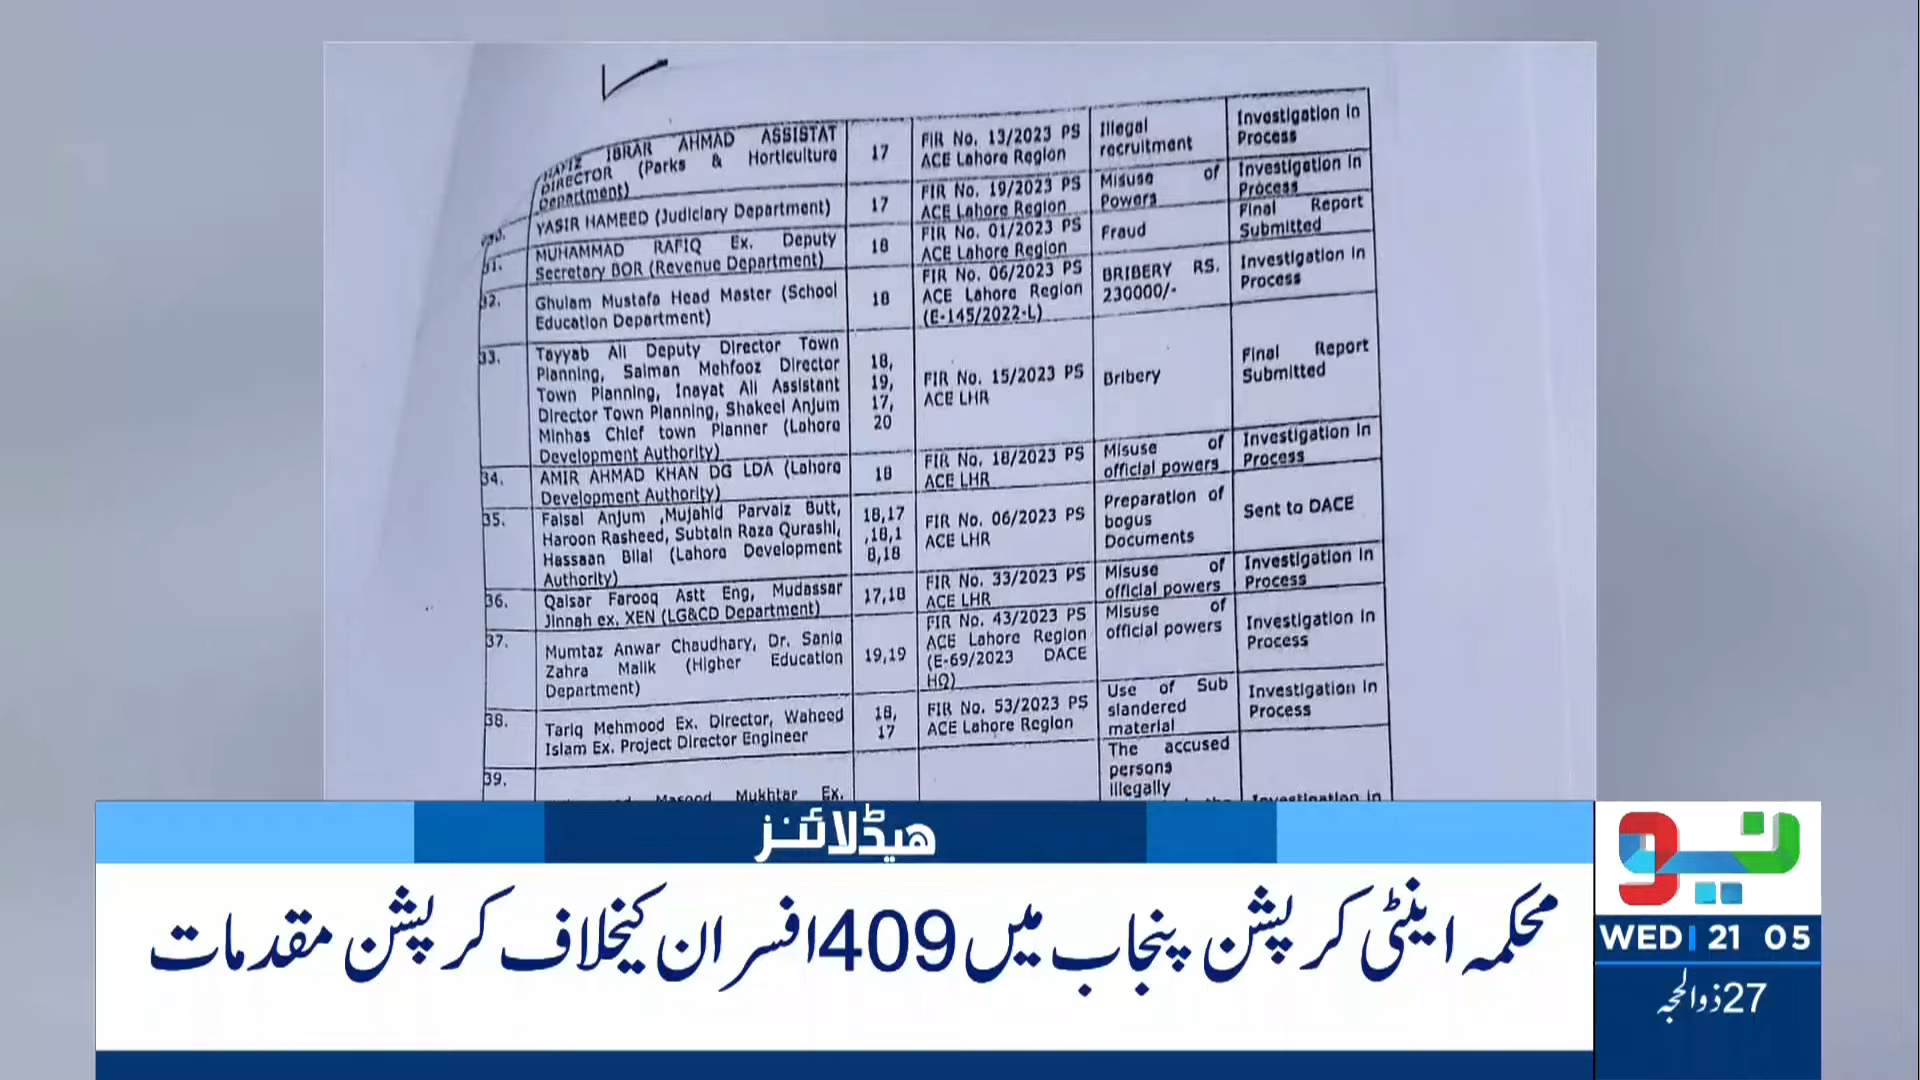 HAFIZ IBRAR AHMAD ASSISTAT
DIRECTOR (Parks & Horticulture
Department)
17
FIR No. 13/2023 PS
ACE Lahore Region
Illegal
recruitment
Investigation In
Process
YASIR HAMEED (Judiciary Department)
17
FIR No. 19/2023 PS
ACE Lahore Region
Misuse of
Powers
Investigation In
Process
31.
MUHAMMAD RAFIQ Ex. Deputy
Secretary BOR (Revenue Department)
18
FIR No. 01/2023 PS
ACE Lahore Region
Fraud
Final Report
Submitted
32.
Ghulam Mustafa Head Master (School
Education Department)
18
FIR No. 06/2023 PS
ACE Lahore Region
(E-145/2022-L)
BRIBERY RS.
230000/-
Investigation In
Process
33.
Tayyab Ali Deputy Director Town
Planning, Salman Mehfooz Director
Town Planning, Inayat Ali Assistant
Director Town Planning, Shakeel Anjum
Minhas Chief town Planner (Lahore
Development Authority)
18,
19,
17,
20
FIR No. 15/2023 PS
ACE LHR
Bribery
Final Report
Submitted
34.
AMIR AHMAD KHAN DG LDA (Lahore
Development Authority)
18
FIR No. 18/2023 PS
ACE LHR
Misuse of
official powers
Investigation In
Process
35.
Faisal Anjum ,Mujahid Parvaiz Butt,
Haroon Rasheed, Subtain Raza Qurashi,
Hassaan Bilal (Lahore Development
Authority)
18,17
,18,1
8,18
FIR No. 06/2023 PS
ACE LHR
Preparation of
bogus
Documents
Sent to DACE
36.
Qaisar Farooq Astt Eng, Mudassar
Jinnah ex. XEN (LG&CD Department)
17,18
FIR No. 33/2023 PS
ACE LHR
Misuse of
official powers
Investigation In
Process
37.
Mumtaz Anwar Chaudhary, Dr. Sania
Zahra Malik (Higher Education
Department)
19,19
FIR No. 43/2023 PS
ACE Lahore Region
(E-69/2023 DACE
HQ)
Misuse of
official powers
Investigation In
Process
38.
Tariq Mehmood Ex. Director, Waheed
Islam Ex. Project Director Engineer
18,
17
FIR No. 53/2023 PS
ACE Lahore Region
Use of Sub
slandered
material
Investigation In
Process
39.
Masood Mukhtar Ex.
The accused
persons
illegally
Investigation in
ہیڈلائنز
محکمہ اینٹی کرپشن پنجاب میں 409 افسران کیخلاف کرپشن مقدمات
نیو
WED 21 05
27 ذوالحجہ